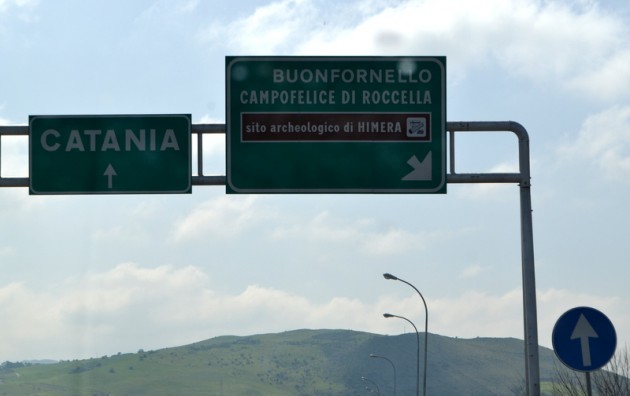 CATANIA
BUONFORNELLO
CAMPOFELICE DI ROCCELLA
sito archeologico di HIMERA